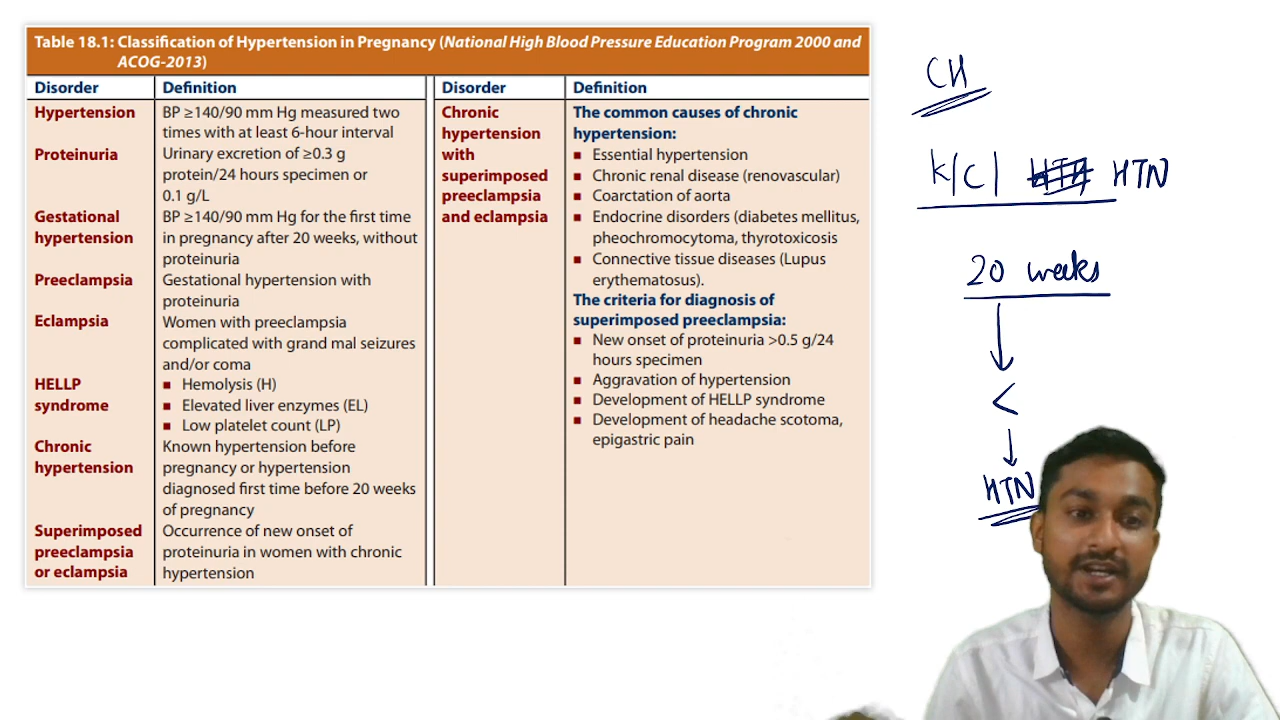 Table 18.1: Classification of Hypertension in Pregnancy (National High Blood Pressure Education Program 2000 and
ACOG-2013)
Disorder Definition
Hypertension BP ≥140/90 mm Hg measured two
times with at least 6-hour interval
Proteinuria Urinary excretion of ≥0.3 g
protein/24 hours specimen or
0.1 g/L
Gestational BP ≥140/90 mm Hg for the first time
hypertension in pregnancy after 20 weeks, without
proteinuria
Preeclampsia Gestational hypertension with
proteinuria
Eclampsia Women with preeclampsia
complicated with grand mal seizures
and/or coma
HELLP ■ Hemolysis (H)
syndrome ■ Elevated liver enzymes (EL)
■ Low platelet count (LP)
Chronic Known hypertension before
hypertension pregnancy or hypertension
diagnosed first time before 20 weeks
of pregnancy
Superimposed Occurrence of new onset of
preeclampsia proteinuria in women with chronic
or eclampsia hypertension
Disorder Definition
Chronic The common causes of chronic
hypertension hypertension:
with ■ Essential hypertension
superimposed ■ Chronic renal disease (renovascular)
preeclampsia ■ Coarctation of aorta
and eclampsia ■ Endocrine disorders (diabetes mellitus,
pheochromocytoma, thyrotoxicosis
■ Connective tissue diseases (Lupus
erythematosus).
The criteria for diagnosis of
superimposed preeclampsia:
■ New onset of proteinuria >0.5 g/24
hours specimen
■ Aggravation of hypertension
■ Development of HELLP syndrome
■ Development of headache scotoma,
epigastric pain
CH
K/C/ HTN
20 weeks
<
HTN